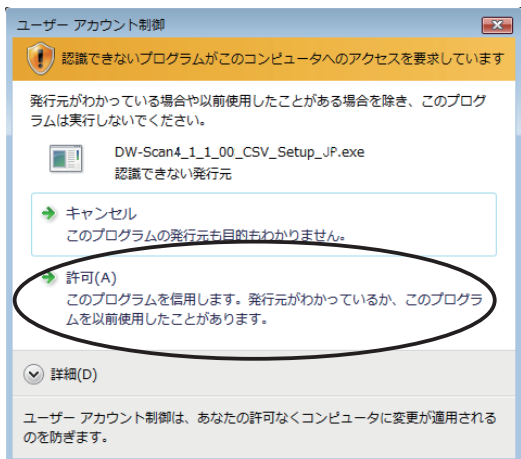 ユーザー アカウント制御
認識できないプログラムがこのコンピュータへのアクセスを要求しています
発行元がわかっている場合や以前使用したことがある場合を除き、このプログ
ラムは実行しないでください。
DW-Scan4_1_1_00_CSV_Setup_JP.exe
認識できない発行元
キャンセル
このプログラムの発行元も目的もわかりません。
許可(A)
このプログラムを信用します。発行元がわかっているか、このプログラ
ムを以前使用したことがあります。
詳細(D)
ユーザー アカウント制御は、あなたの許可なくコンピュータに変更が適用される
のを防ぎます。